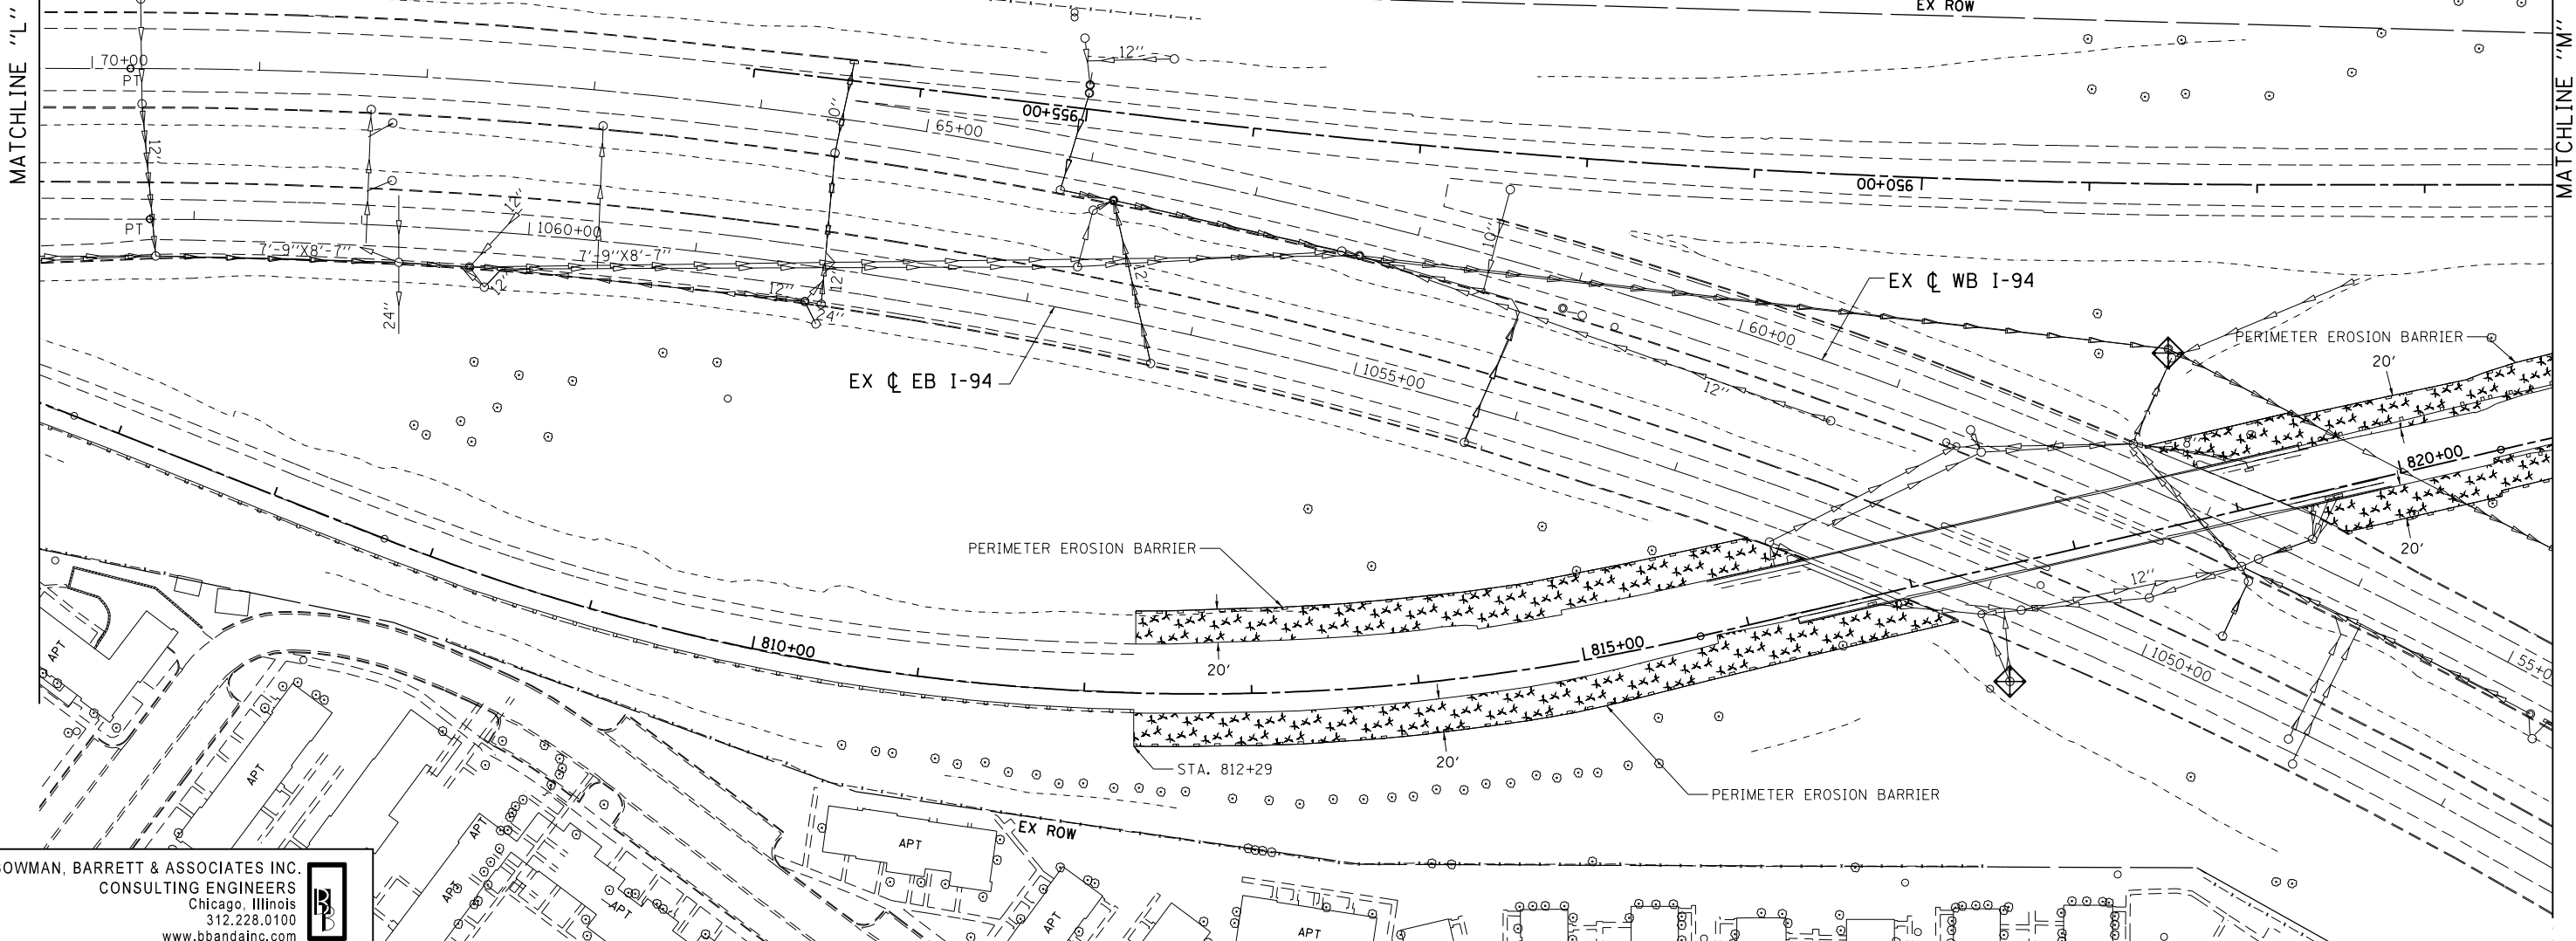 MATCHLINE "L"
EX ROW
MATCHLINE "M"
70+00
PT
12"
12"
10"
955+00
65+00
950+00
PT
12"
1060+00
7'-9"X8'-7"
7'-9"X8'-7"
10"
12"
12"
12"
12"
24"
24"
EX ℄ WB I-94
60+00
PERIMETER EROSION BARRIER
20'
EX ℄ EB I-94
1055+00
12"
820+00
20'
PERIMETER EROSION BARRIER
12"
810+00
815+00
20'
1050+00
55+0
APT
STA. 812+29
20'
PERIMETER EROSION BARRIER
APT
APT
EX ROW
APT
APT
APT
APT
APT
BOWMAN, BARRETT & ASSOCIATES INC.
CONSULTING ENGINEERS
Chicago, Illinois
312.228.0100
www.bbandainc.com